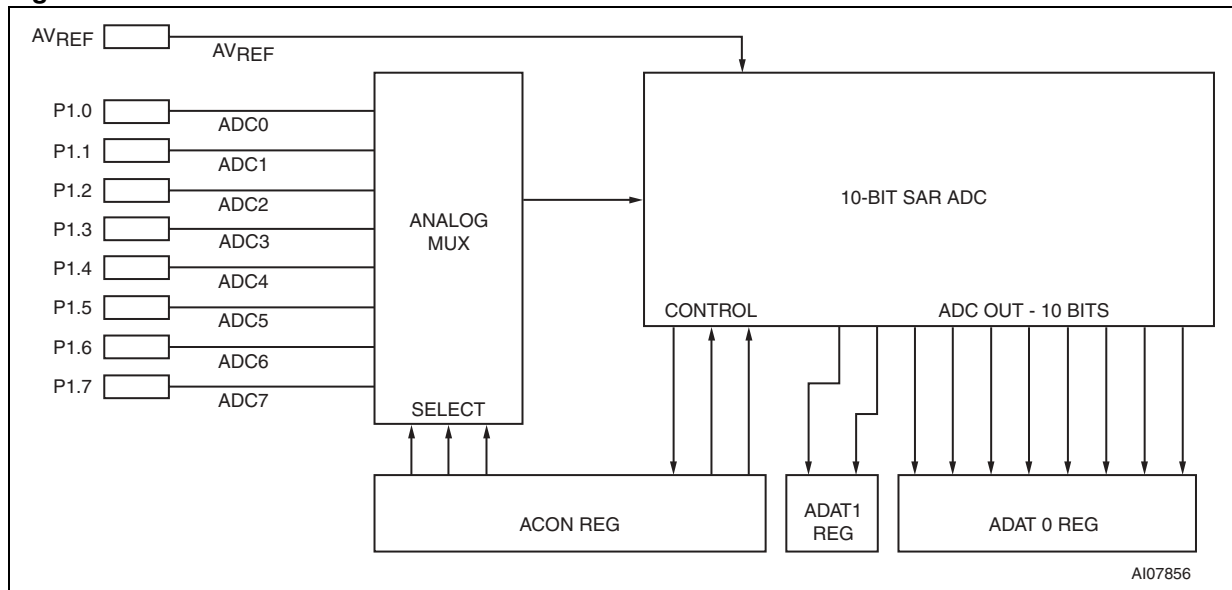 AVREF
AVREF
P1.0
ADC0
P1.1
ADC1
P1.2
ADC2
P1.3
ADC3
P1.4
ADC4
P1.5
ADC5
P1.6
ADC6
P1.7
ADC7
ANALOG
MUX
SELECT
10-BIT SAR ADC
CONTROL
ADC OUT - 10 BITS
ACON REG
ADAT1
REG
ADAT 0 REG
AI07856